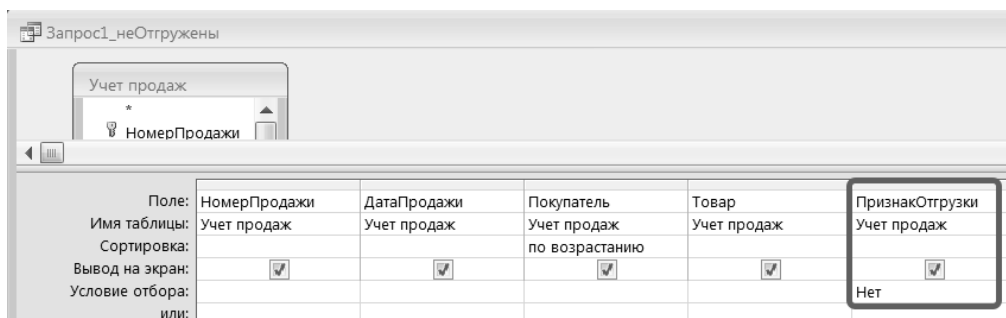 Запрос1_неОтгружены
Учет продаж
*
НомерПродажи
Поле: НомерПродажи ДатаПродажи Покупатель Товар ПризнакОтгрузки
Имя таблицы: Учет продаж Учет продаж Учет продаж Учет продаж Учет продаж
Сортировка: по возрастанию
Вывод на экран:
Условие отбора: Нет
или: